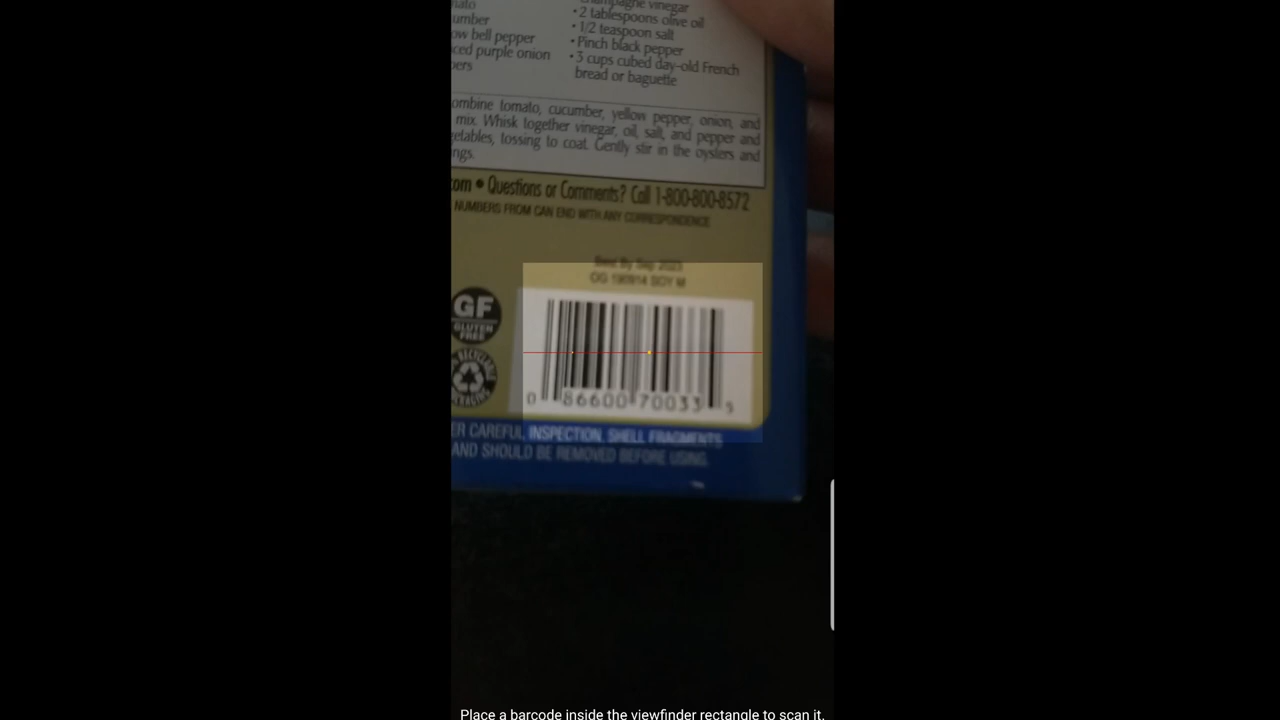 champagne vinegar
• 2 tablespoons olive oil
• 1/2 teaspoon salt
• Pinch black pepper
• 3 cups cubed day-old French
bread or baguette
mato
umber
ow bell pepper
ced purple onion
pers
ombine tomato, cucumber, yellow pepper, onion, and
mix. Whisk together vinegar, oil, salt, and pepper and
getables, tossing to coat. Gently stir in the oysters and
ngs.
.com • Questions or Comments? Call 1-800-800-8572
NUMBERS FROM CAN END WITH ANY CORRESPONDENCE
Best By Sep 2023
GF
GLUTEN
FREE
RECYCLABLE
0 86600 70033 5
ER CAREFUL INSPECTION, SHELL FRAGMENTS
AND SHOULD BE REMOVED BEFORE USING.
Place a barcode inside the viewfinder rectangle to scan it.